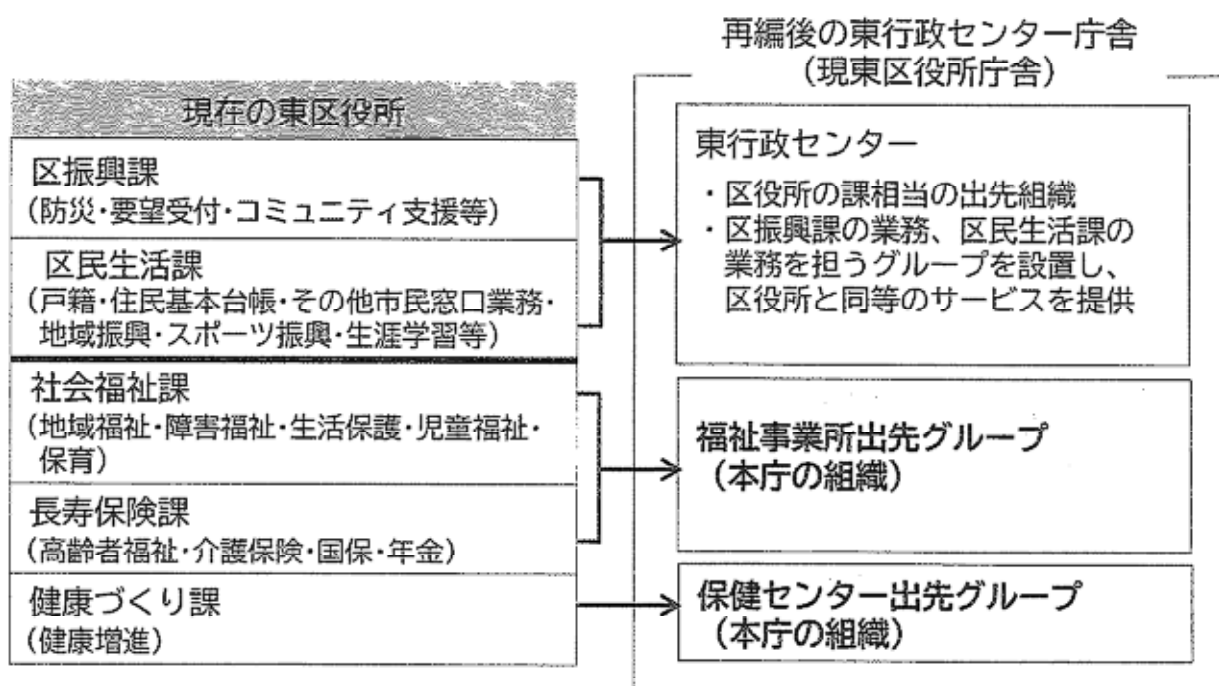 再編後の東行政センター庁舎
（現東区役所庁舎）
現在の東区役所
区振興課
（防災・要望受付・コミュニティ支援等）
区民生活課
（戸籍・住民基本台帳・その他市民窓口業務・
地域振興・スポーツ振興・生涯学習等）
社会福祉課
（地域福祉・障害福祉・生活保護・児童福祉・
保育）
長寿保険課
（高齢者福祉・介護保険・国保・年金）
健康づくり課
（健康増進）
東行政センター
・区役所の課相当の出先組織
・区振興課の業務、区民生活課の
業務を担うグループを設置し、
区役所と同等のサービスを提供
福祉事業所出先グループ
（本庁の組織）
保健センター出先グループ
（本庁の組織）